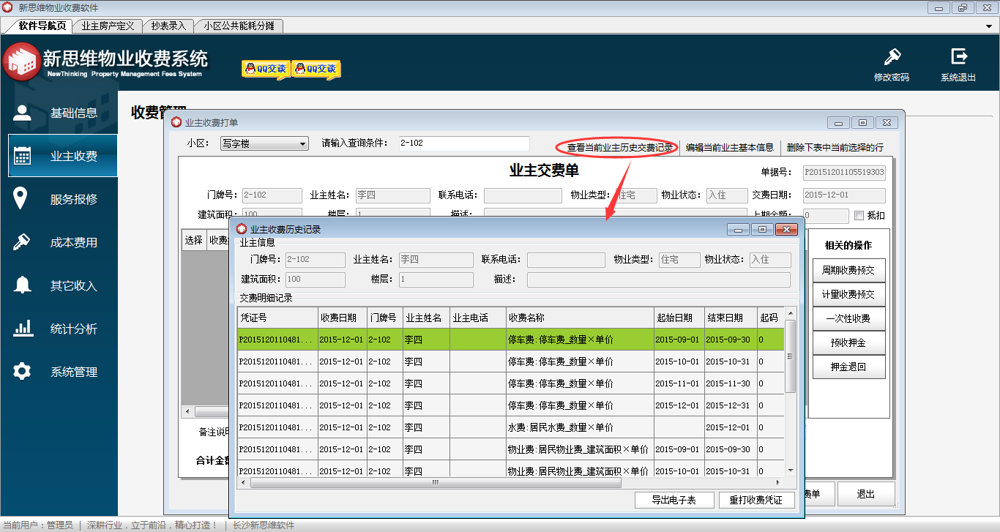 新思维物业收费软件
软件导航页 业主房产定义 抄表录入 小区公共能耗分摊
新思维物业收费系统
NewThinking Property Management Fees System
QQ交谈 QQ交谈
修改密码 系统退出
基础信息
业主收费
服务报修
成本费用
其它收入
统计分析
系统管理
收费管理
业主收费打单
小区: 写字楼 请输入查询条件: 2-102 查看当前业主历史交费记录 编辑当前业主基本信息 删除下表中当前选择的行
业主交费单 单据号: P20151201105519303
门牌号: 2-102 业主姓名: 李四 联系电话: 物业类型: 住宅 物业状态: 入住 交费日期: 2015-12-01
建筑面积: 100 楼层: 1 描述: 上期余额: 0 抵扣
选择 收费
相关的操作
周期收费预交
计量收费预交
一次性收费
预收押金
押金退回
备注说明
合计金额
费单 退出
业主收费历史记录
业主信息
门牌号: 2-102 业主姓名: 李四 联系电话: 物业类型: 住宅 物业状态: 入住
建筑面积: 100 楼层: 1 描述:
交费明细记录
凭证号 收费日期 门牌号 业主姓名 业主电话 收费名称 起始日期 结束日期 起码
P2015120110481... 2015-12-01 2-102 李四 停车费:停车费_数量×单价 2015-09-01 2015-09-30 0
P2015120110481... 2015-12-01 2-102 李四 停车费:停车费_数量×单价 2015-10-01 2015-10-31 0
P2015120110481... 2015-12-01 2-102 李四 停车费:停车费_数量×单价 2015-11-01 2015-11-30 0
P2015120110481... 2015-12-01 2-102 李四 停车费:停车费_数量×单价 2015-12-01 2015-12-31 0
P2015120110481... 2015-12-01 2-102 李四 水费:居民水费_数量×单价 2015-12-01 0
P2015120110481... 2015-12-01 2-102 李四 物业费:居民物业费_建筑面积×单价 2015-09-01 2015-09-30 0
P2015120110481... 2015-12-01 2-102 李四 物业费:居民物业费_建筑面积×单价 2015-10-01 2015-10-31 0
导出电子表 重打收费凭证
当前用户：管理员 | 深耕行业，立于前沿，精心打造！ | 长沙新思维软件